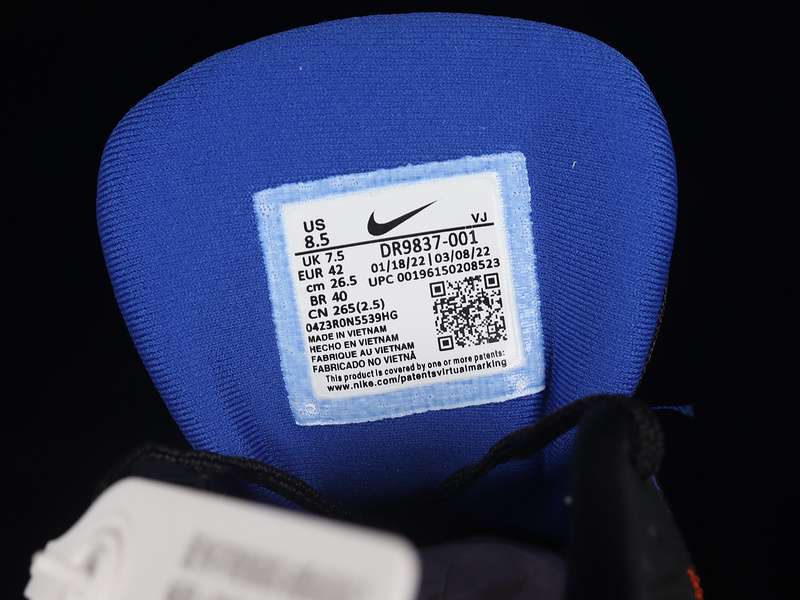 US
8.5
VJ
UK 7.5
DR9837-001
EUR 42
01/18/22 | 03/08/22
cm 26.5
UPC 00196150208523
BR 40
CN 265(2.5)
04Z3R0N5539HG
MADE IN VIETNAM
HECHO EN VIETNAM
FABRIQUE AU VIETNAM
FABRICADO NO VIETNÃ
This product is covered by one or more patents:
www.nike.com/patentsvirtualmarking